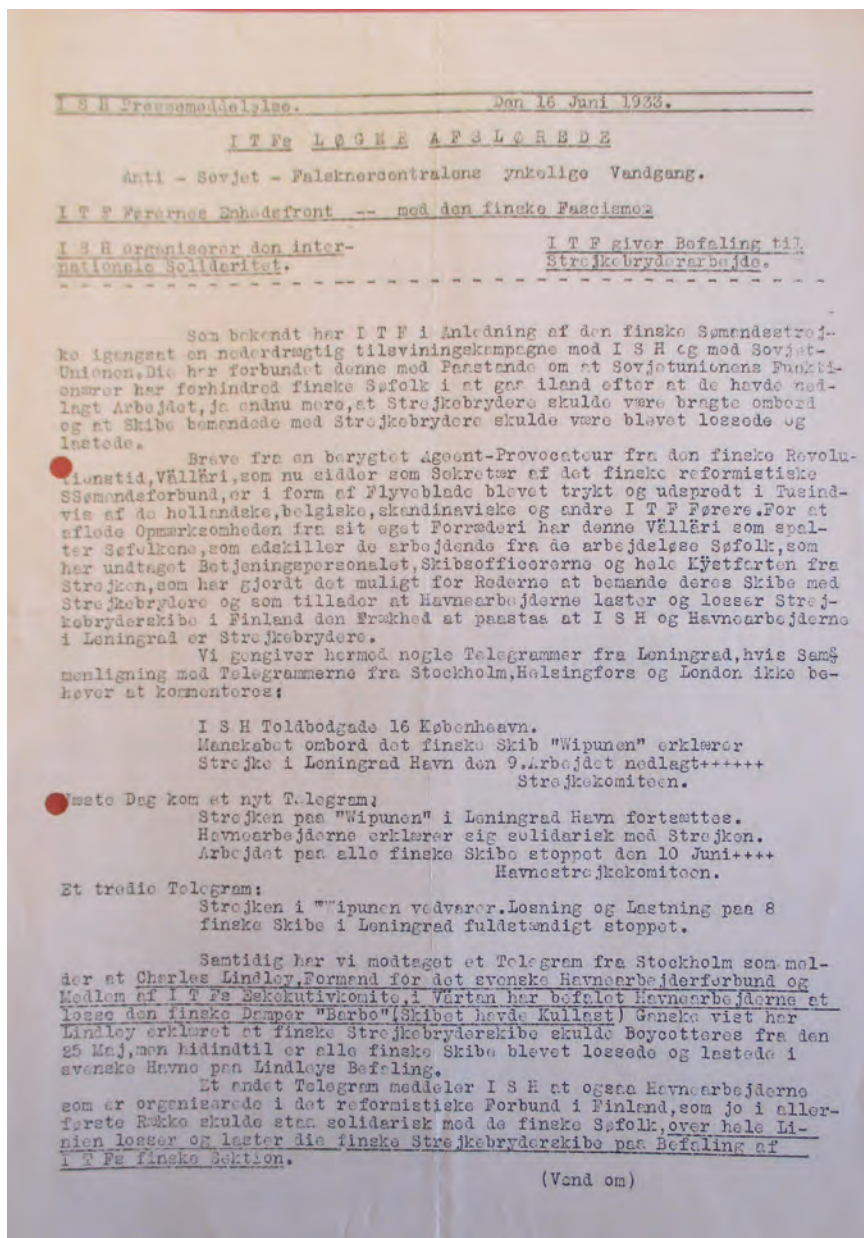 I S H Pressemeddelelse. Den 16 Juni 1933.
I T Fs L Ø G N E A F S L Ø R E D E
Anti - Sovjet - Falsknercentralens ynkelige Vandgang.
I T F Førernes Enhedsfront -- med den finske Fascisme
I S H organiserer den inter-
nationale Solidaritet.
I T F giver Befaling til
Strejkebryderarbejde.
Som bekendt har I T F i Anledning af den finske Sømandsstrej-
ke igangsat en nederdrægtig tilsviningskampagne mod I S H og mod Sovjet-
Unionen. Die har forbundet denne med Paastande om at Sovjetunionens Funkti-
onærer har forhindred finske Søfolk i at gaa iland efter at de havde ned-
lagt Arbejdet, ja endnu mere, at Strejkebrydere skulde være bragte ombord
og at Skibe bemandede med Strejkebrydere skulde være blevet lossede og
lastede.
Breve fra en berygtet Ageent-Provocateur fra den finske Revolu-
tionstid, Välläri, som nu sidder som Sekretær af det finske reformistiske
SSømandsforbund, er i form af Flyveblade blevet trykt og udspredt i Tusind-
vis af de hollandske, belgiske, skandinaviske og andre I T F Førere. For at
aflede Opmærksomheden fra sit eget Forræderi har denne Välläri som spal-
ter Søfolkene, som adskiller de arbejdende fra de arbejdsløse Søfolk, som
har undtaget Betjeningspersonalet, Skibsofficererne og hele Kÿstfarten fra
Strejken, som har gjordt det muligt for Rederne at bemande deres Skibe med
Strejkebrydere og som tillader at Havnearbejderne laster og losser Strej-
kebryderskibe i Finland den Frækhed at paastaa at I S H og Havnearbejderne
i Leningrad er Strejkebrydere.
Vi gengiver hermed nogle Telegrammer fra Leningrad, hvis Sam§
menligning med Telegrammerne fra Stockholm, Helsingfors og London ikke be-
høver at kommenteres:
I S H Toldbodgade 16 Københeavn.
Manskabet ombord det finske Skib "Wipunen" erklærer
Strejke i Leningrad Havn den 9. Arbejdet nedlagt++++++
Strejkekomiteen.
Næste Dag kom et nyt Telegram:
Strejken paa "Wipunen" i Leningrad Havn fortsættes.
Havnearbejderne erklærer sig solidarisk med Strejken.
Arbejdet paa alle finske Skibe stoppet den 10 Juni++++
Havnestrejkekomiteen.
Et tredie Telegram:
Strejken i "Wipunen vedvarer. Losning og Lastning paa 8
finske Skibe i Leningrad fuldstændigt stoppet.
Samtidig har vi modtaget et Telegram fra Stockholm som mel-
der at Charles Lindley, Formand for det svenske Havnearbejderforbund og
Medlem af I T Fs Eskekutivkomite, i Värtan har befalet Havnearbejderne at
losse den finske Damper "Barbo" (Skibet havde Kullast) Ganske vist har
Lindley erklæret at finske Strejkebryderskibe skulde Boycotteres fra den
25 Maj, men hidindtil er alle finske Skibe blevet lossede og lastede i
svenske Havne paa Lindleys Befaling.
Et andet Telegram meddeler I S H at ogsaa Havnearbejderne
som er organiserede i det reformistiske Forbund i Finland, som jo i aller-
første Række skulde staa solidarisk med de finske Søfolk, over hele Li-
nien losser og laster die finske Strejkebryderskibe paa Befaling af
I T Fs finske Sektion.
(Vend om)